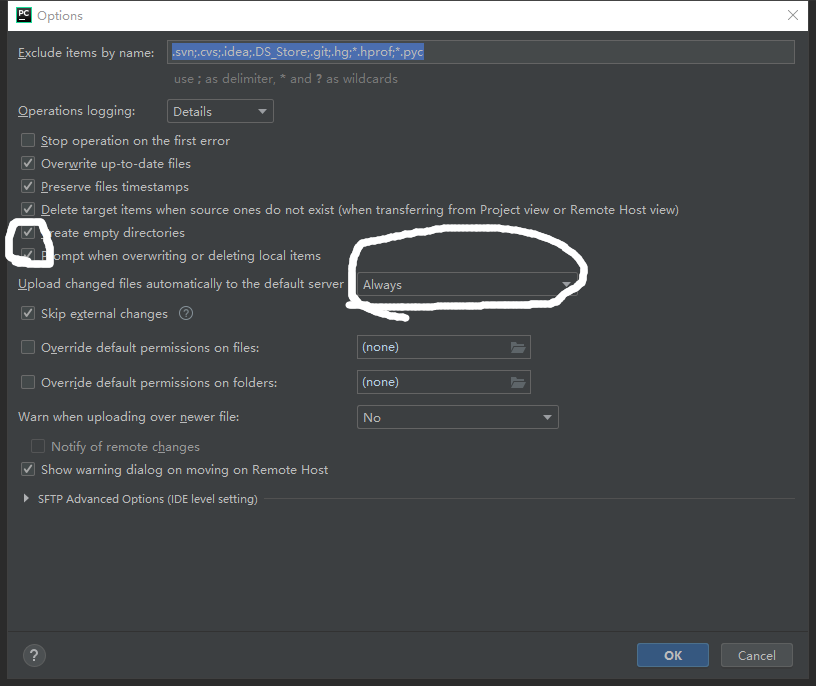 PC Options
Exclude items by name: .svn;.cvs;.idea;.DS_Store;.git;.hg;*.hprof;*.pyc
use ; as delimiter, * and ? as wildcards
Operations logging: Details
Stop operation on the first error
Overwrite up-to-date files
Preserve files timestamps
Delete target items when source ones do not exist (when transferring from Project view or Remote Host view)
reate empty directories
Prompt when overwriting or deleting local items
Upload changed files automatically to the default server Always
Skip external changes ?
Override default permissions on files: (none)
Override default permissions on folders: (none)
Warn when uploading over newer file: No
Notify of remote changes
Show warning dialog on moving on Remote Host
SFTP Advanced Options (IDE level setting)
? OK Cancel